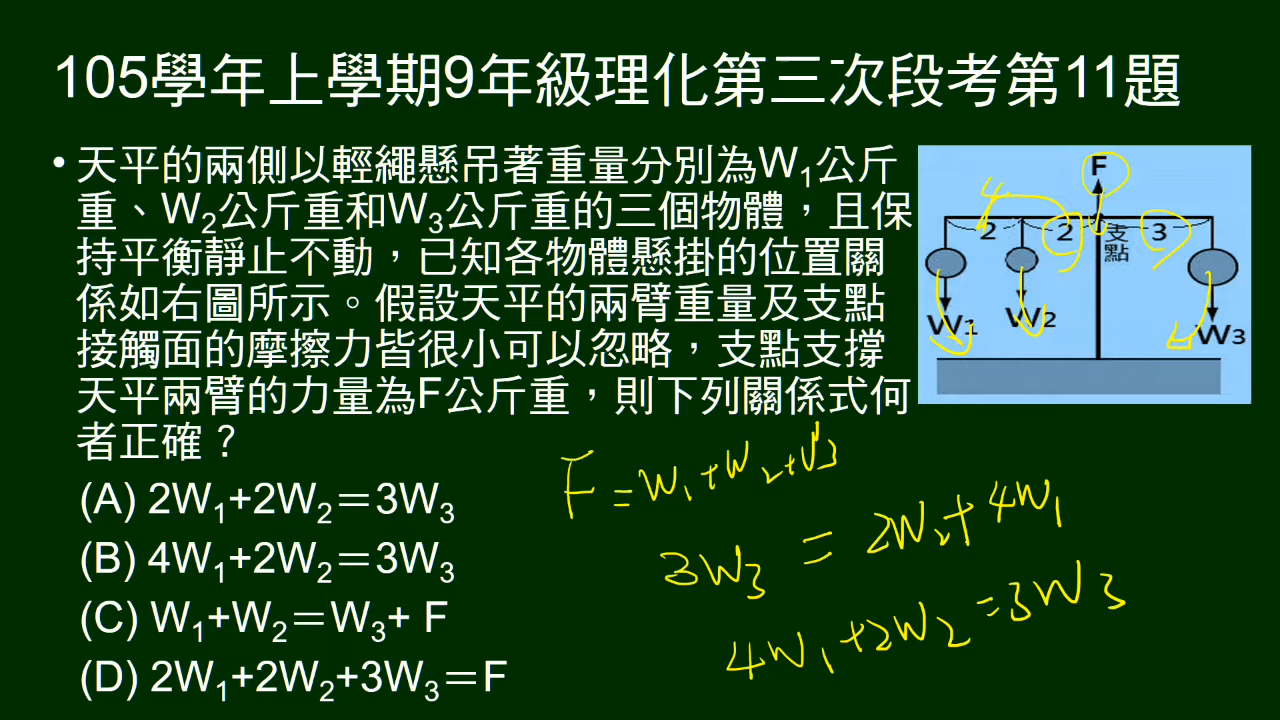 105學年上學期9年級理化第三次段考第11題
• 天平的兩側以輕繩懸吊著重量分別為W₁公斤
重、W₂公斤重和W₃公斤重的三個物體，且保
持平衡靜止不動，已知各物體懸掛的位置關
係如右圖所示。假設天平的兩臂重量及支點
接觸面的摩擦力皆很小可以忽略，支點支撐
天平兩臂的力量為F公斤重，則下列關係式何
者正確？
(A) 2W₁+2W₂＝3W₃
(B) 4W₁+2W₂＝3W₃
(C) W₁+W₂＝W₃+ F
(D) 2W₁+2W₂+3W₃＝F
F
4
2 2 支 3
點
W1 W2 W3
F=W₁+W₂+W3
3W3 = 2W₂+4W₁
4W₁+2W₂=3W3